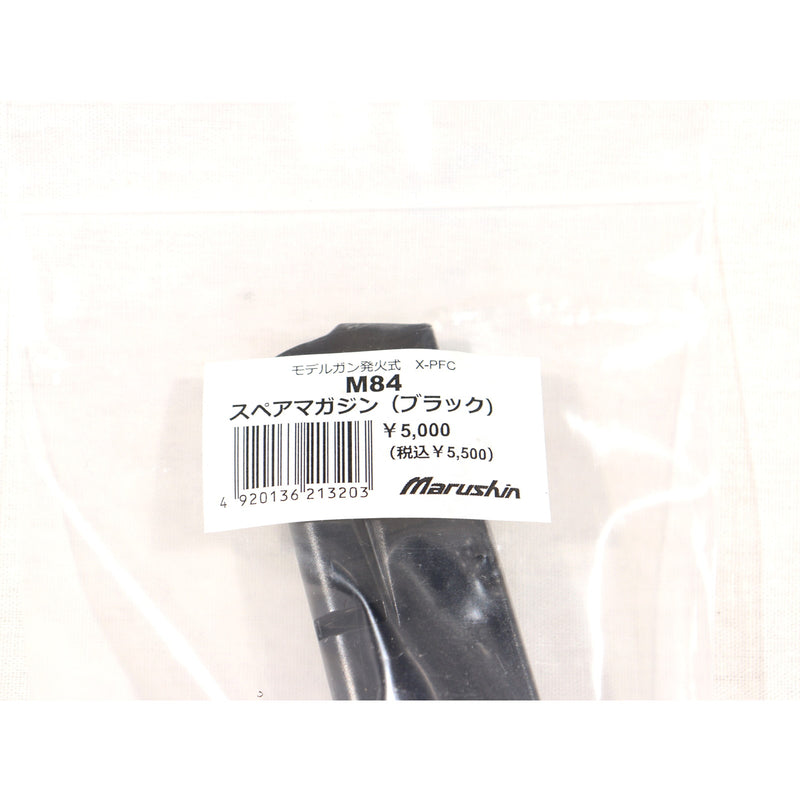 モデルガン発火式 X-PFC
M84
スペアマガジン（ブラック)
￥5,000
(税込￥5,500)
4 920136 213203
Marushin